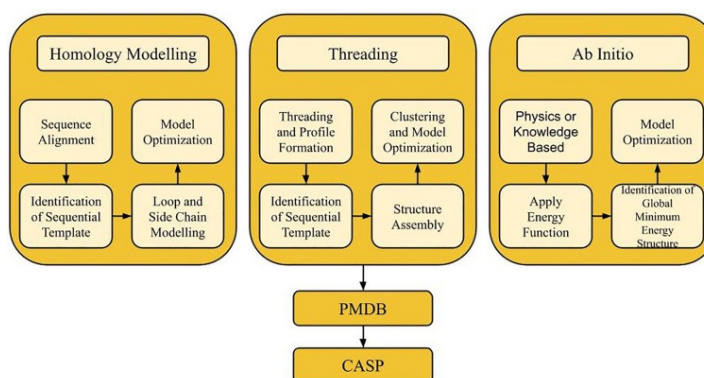 Homology Modelling
Sequence
Alignment
Model
Optimization
Identification
of Sequential
Template
Loop and
Side Chain
Modelling
Threading
Threading
and Profile
Formation
Clustering
and Model
Optimization
Identification
of Sequential
Template
Structure
Assembly
Ab Initio
Physics or
Knowledge
Based
Model
Optimization
Apply
Energy
Function
Identification of
Global
Minimum
Energy
Structure
PMDB
CASP